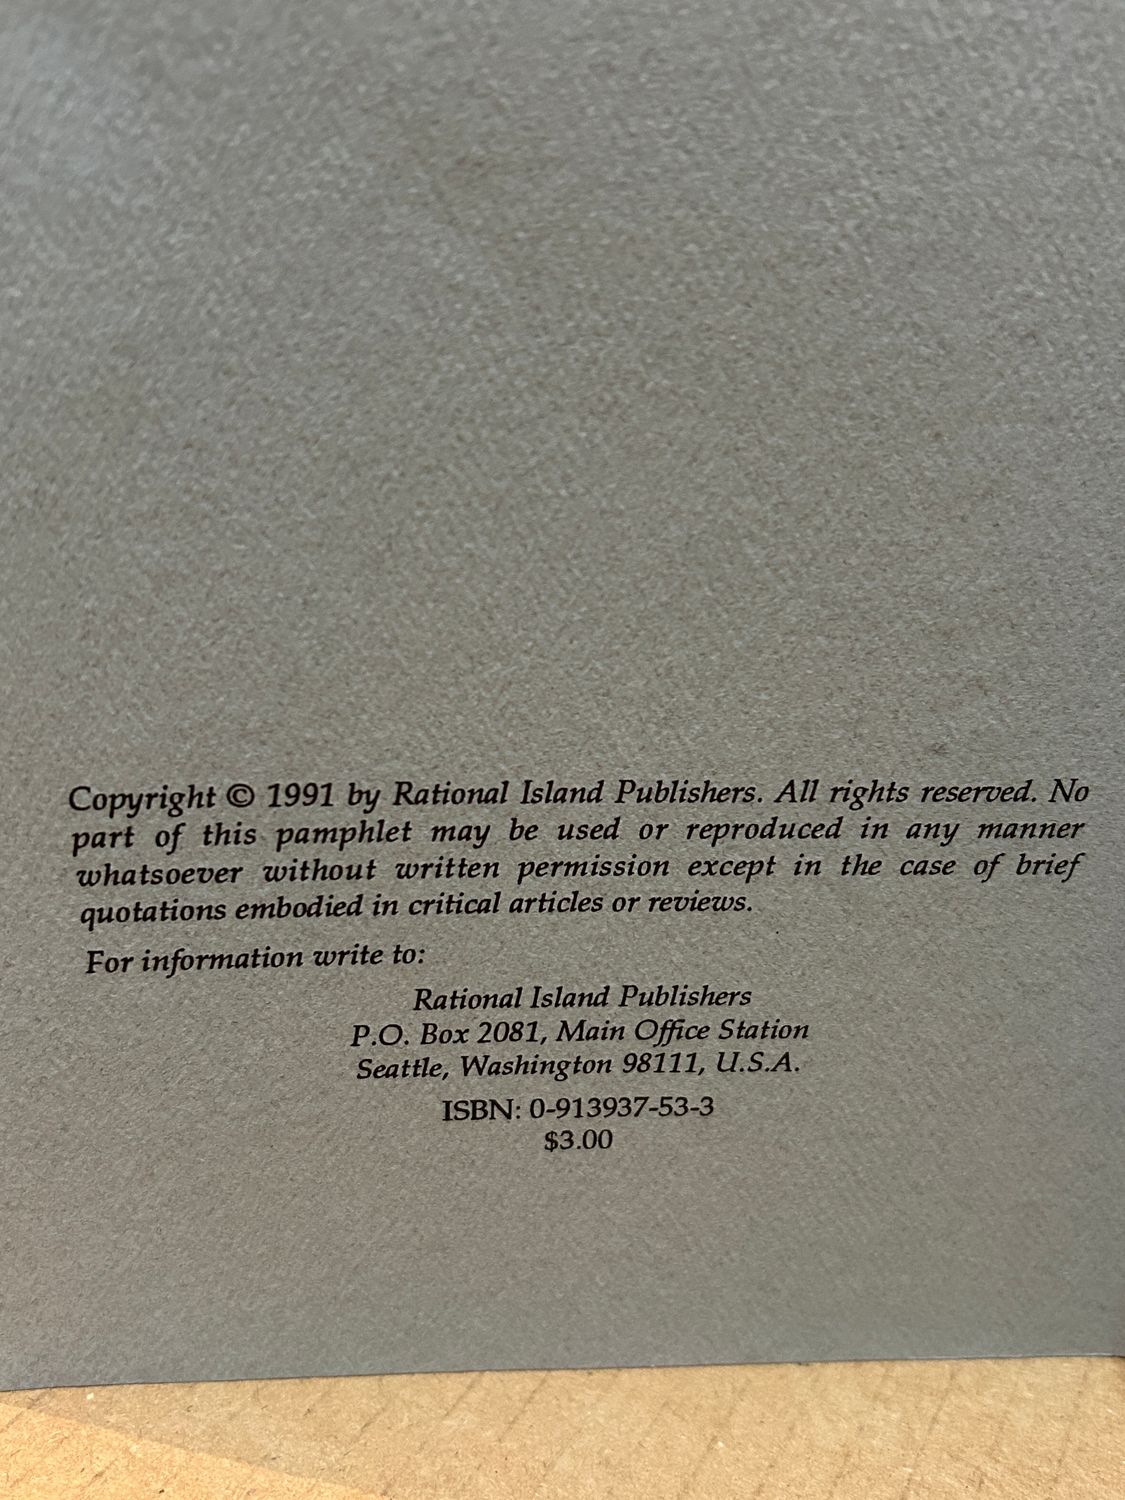 Copyright © 1991 by Rational Island Publishers. All rights reserved. No
part of this pamphlet may be used or reproduced in any manner
whatsoever without written permission except in the case of brief
quotations embodied in critical articles or reviews.
For information write to:
Rational Island Publishers
P.O. Box 2081, Main Office Station
Seattle, Washington 98111, U.S.A.
ISBN: 0-913937-53-3
$3.00